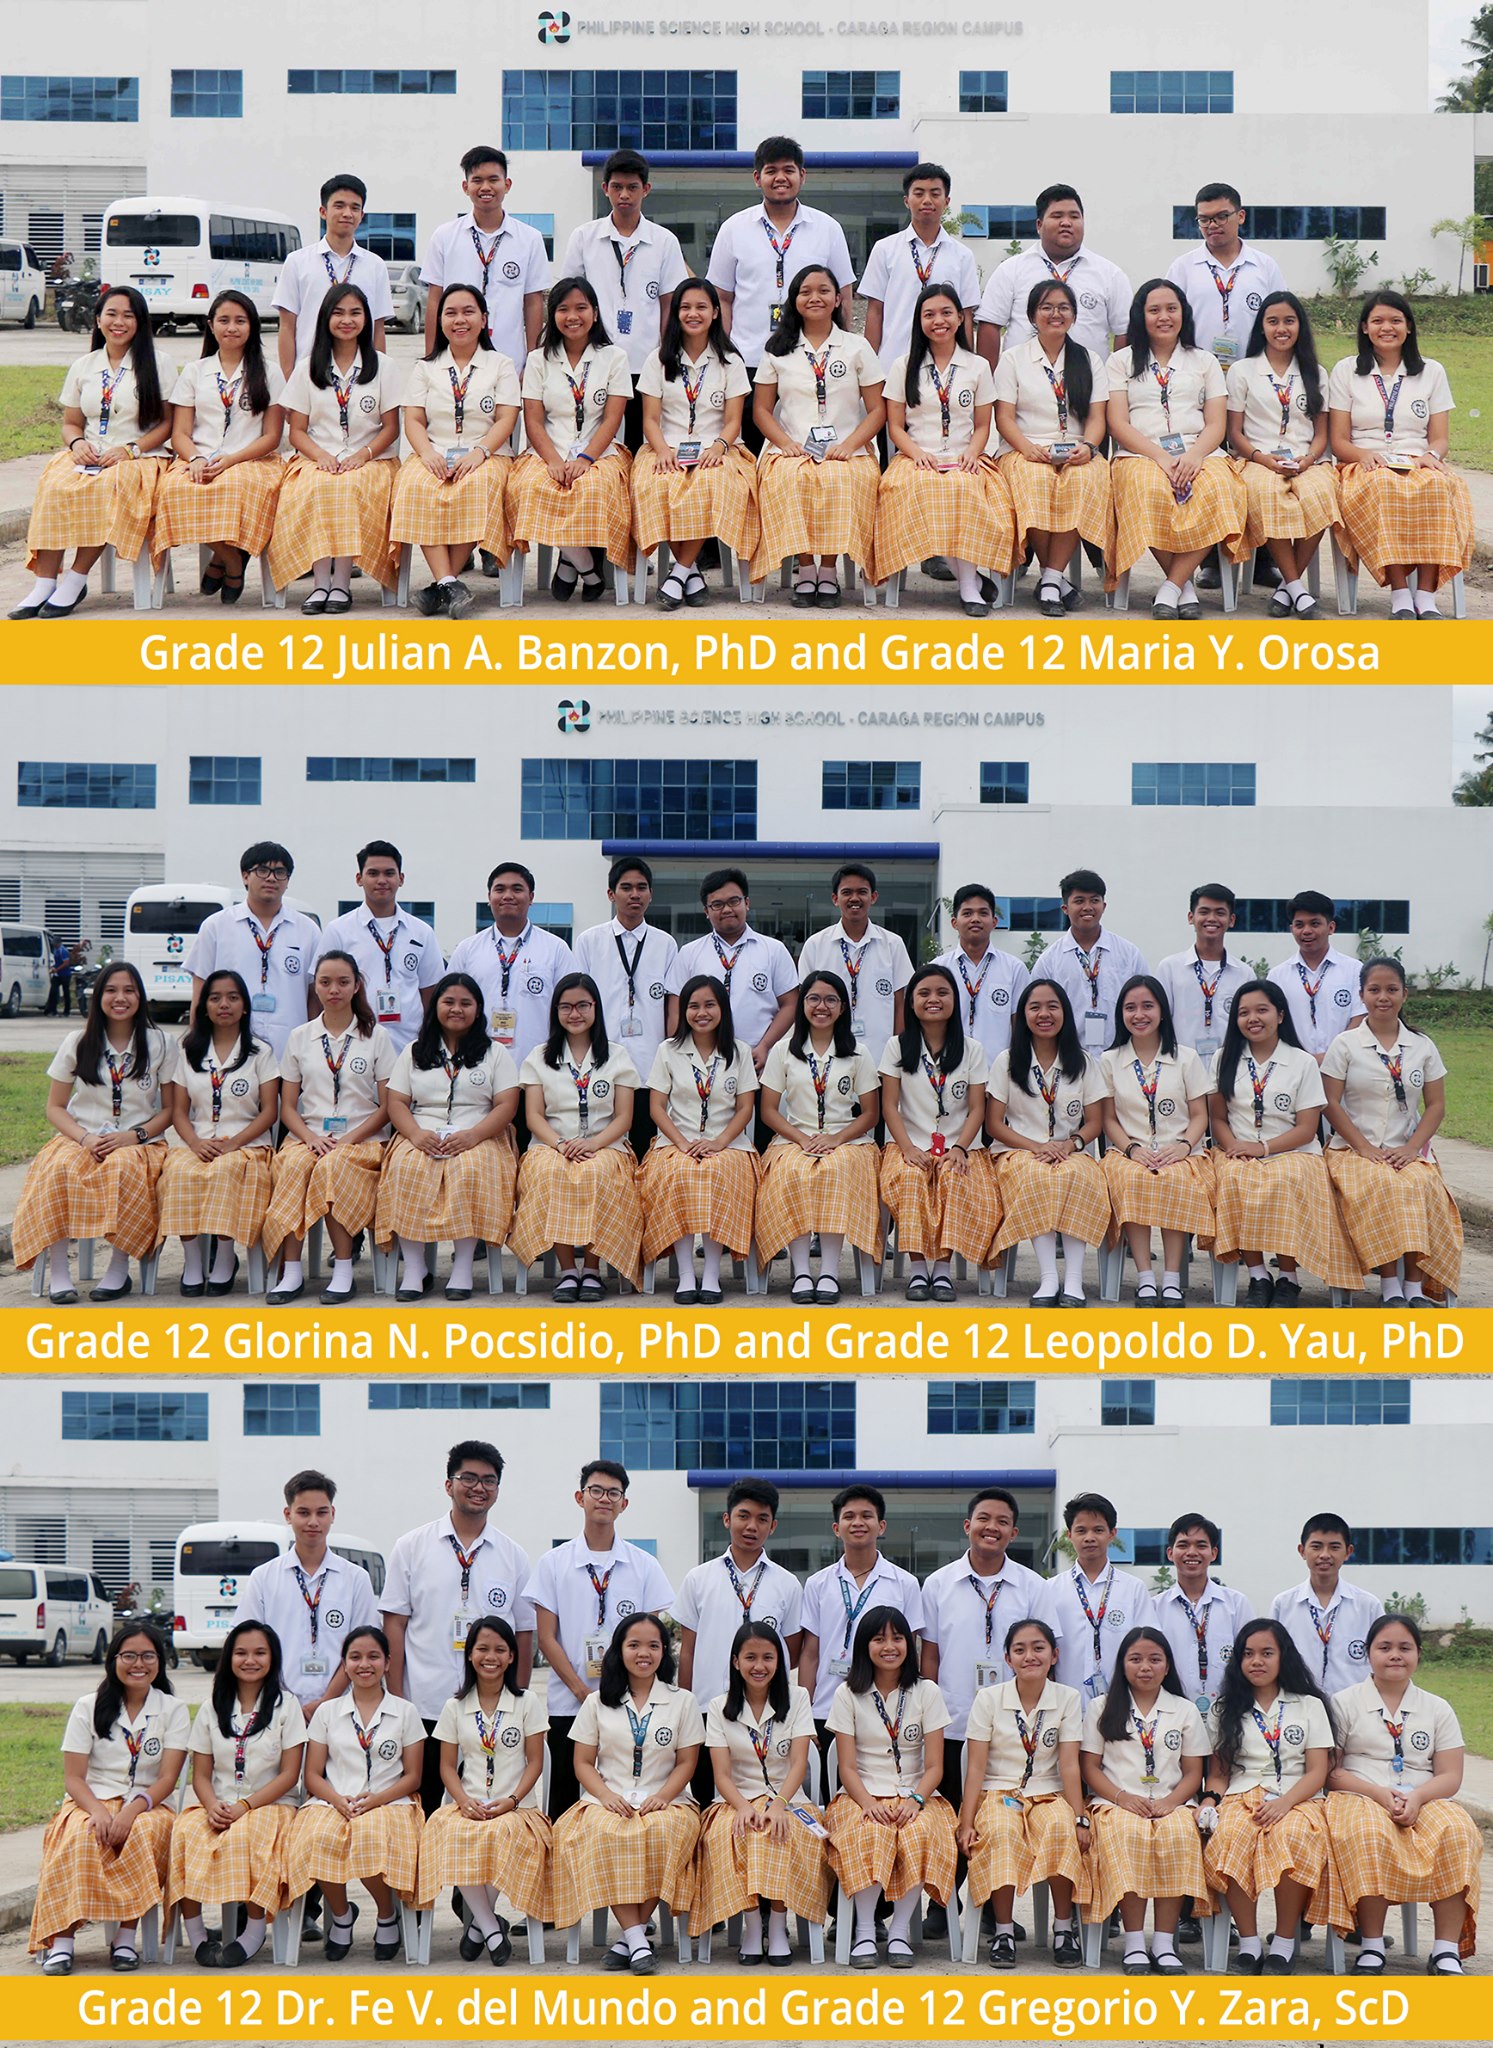 PHILIPPINE SCIENCE HIGH SCHOOL - CARAGA REGION CAMPUS
PISAY
Grade 12 Julian A. Banzon, PhD and Grade 12 Maria Y. Orosa
PHILIPPINE SCIENCE HIGH SCHOOL - CARAGA REGION CAMPUS
PISAY
Grade 12 Glorina N. Pocsidio, PhD and Grade 12 Leopoldo D. Yau, PhD
Grade 12 Dr. Fe V. del Mundo and Grade 12 Gregorio Y. Zara, ScD